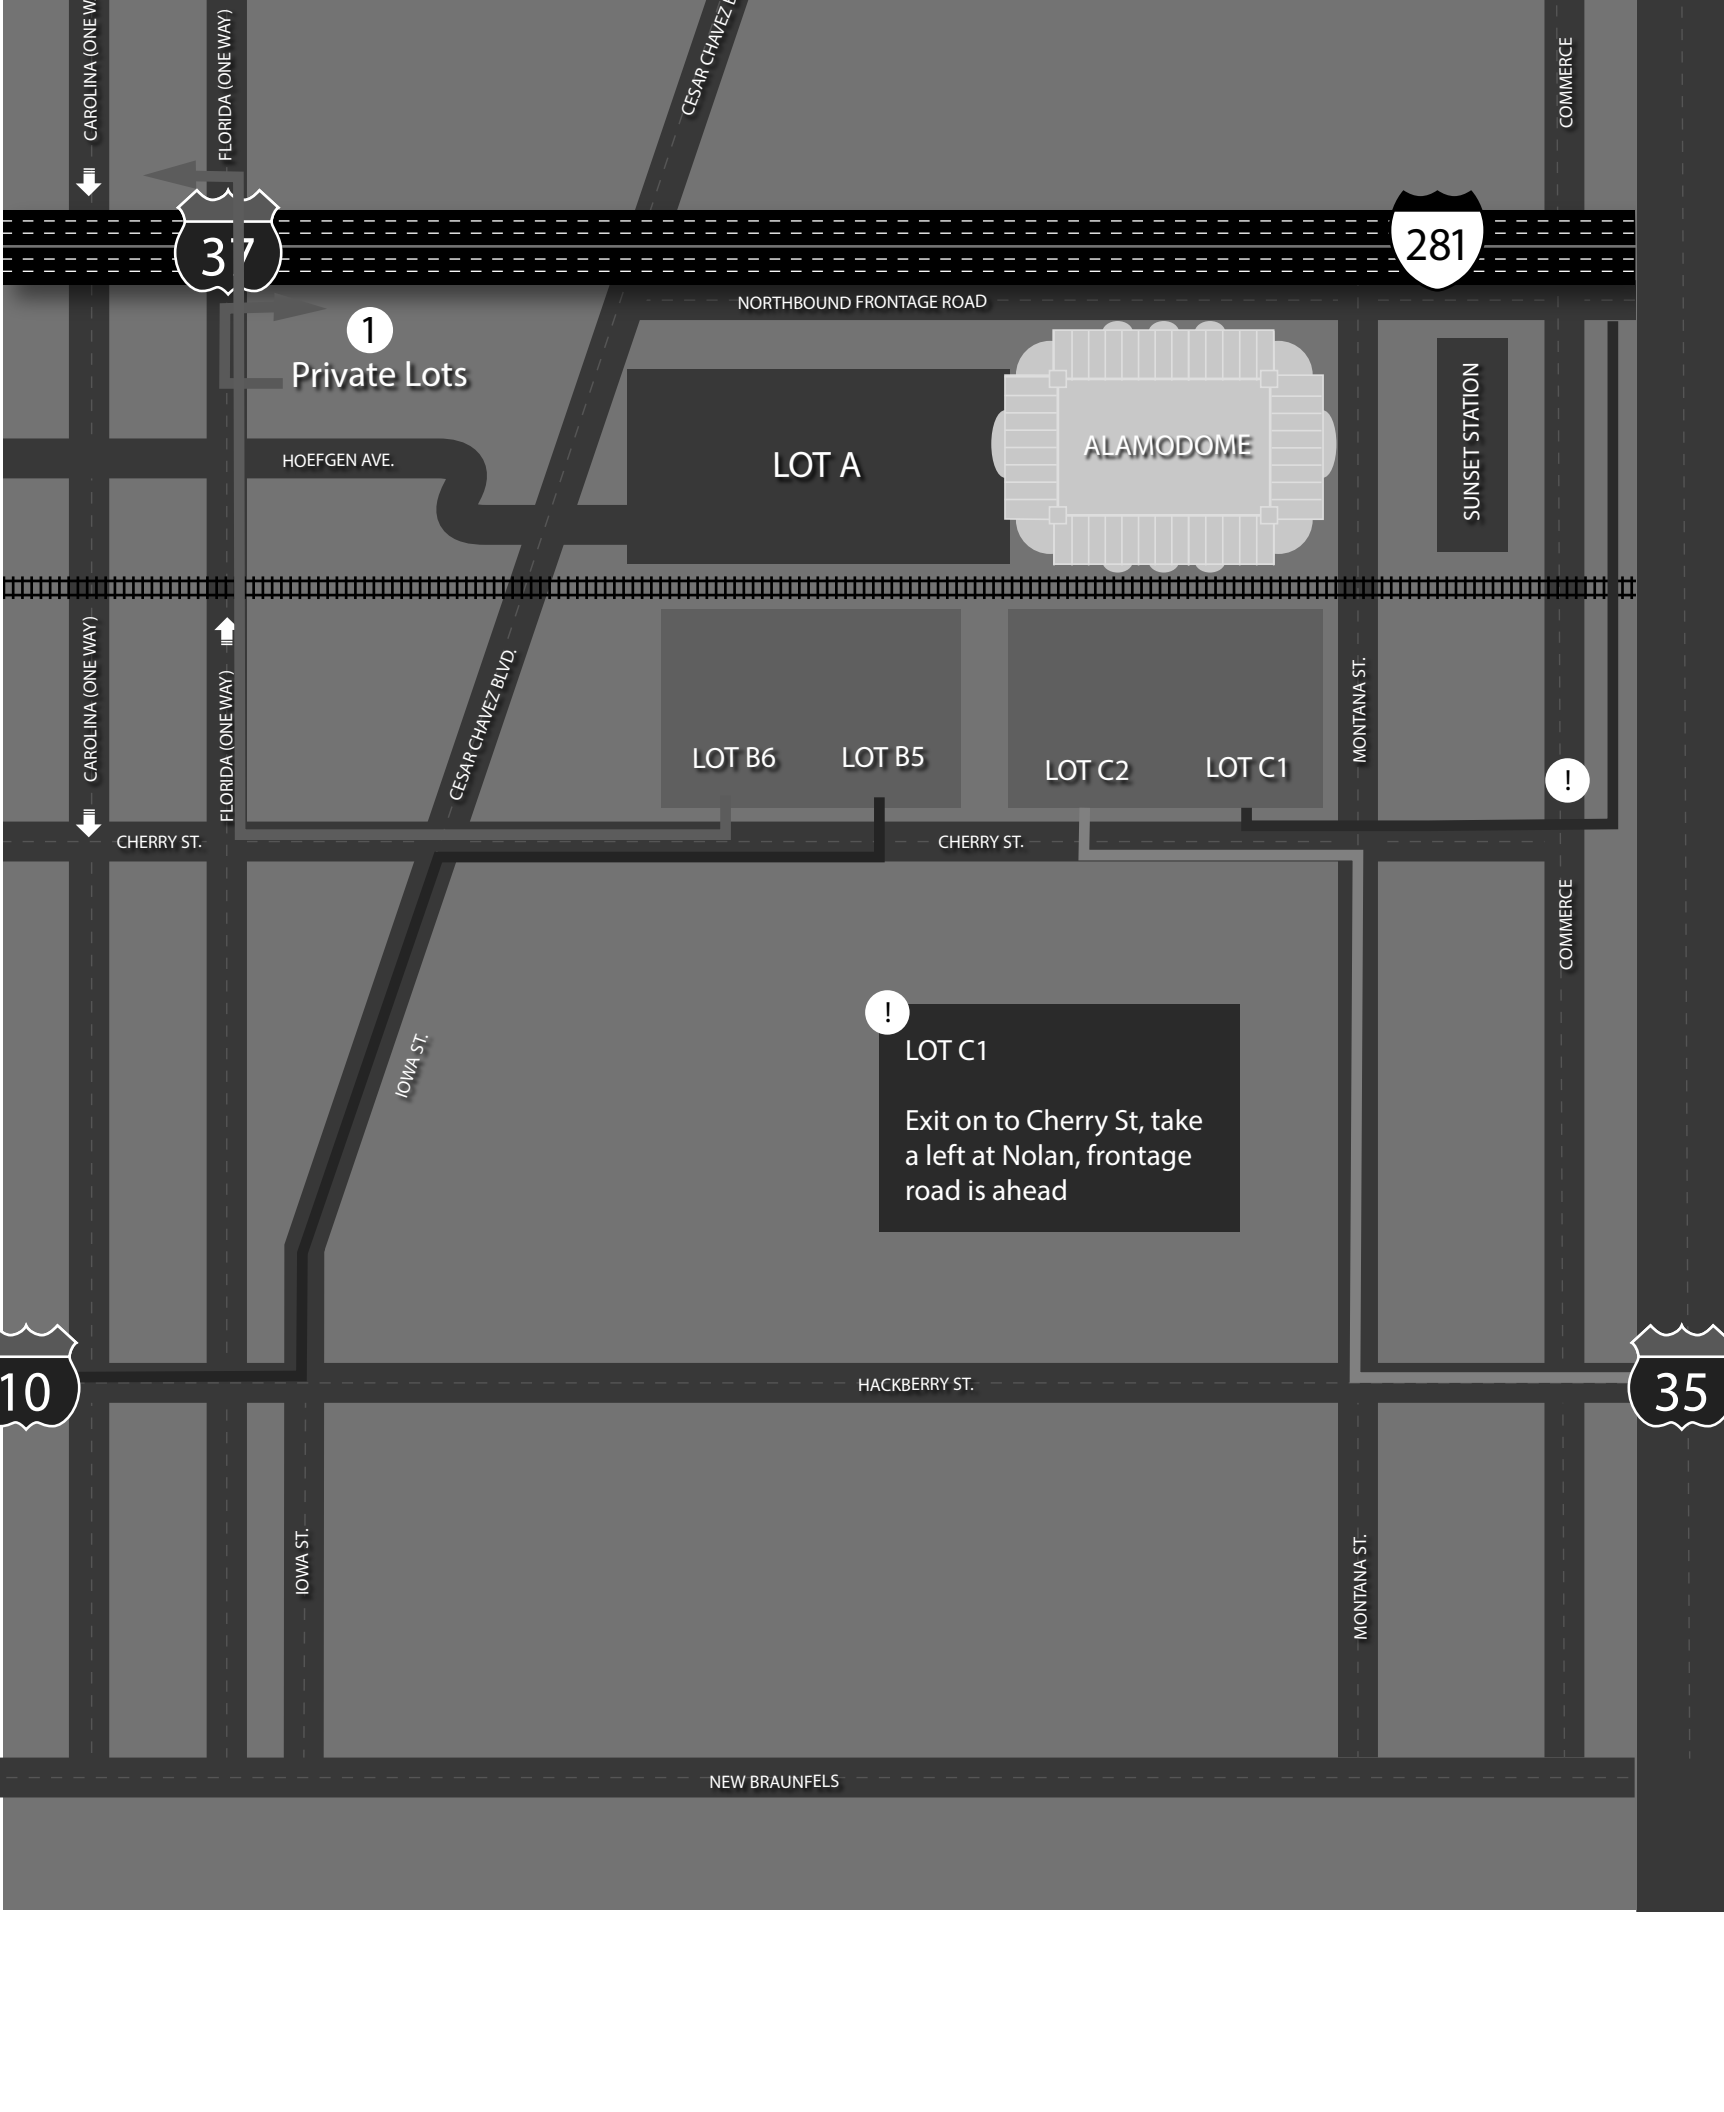 CAROLINA (ONE W
FLORIDA (ONE WAY)
CESAR CHAVEZ B
COMMERCE
37
281
NORTHBOUND FRONTAGE ROAD
1
Private Lots
HOEFGEN AVE.
LOT A
ALAMODOME
SUNSET STATION
CAROLINA (ONE WAY)
FLORIDA (ONE WAY)
CESAR CHAVEZ BLVD.
LOT B6
LOT B5
LOT C2
LOT C1
MONTANA ST.
!
CHERRY ST.
CHERRY ST.
COMMERCE
IOWA ST.
!
LOT C1
Exit on to Cherry St, take
a left at Nolan, frontage
road is ahead
10
HACKBERRY ST.
35
IOWA ST.
MONTANA ST.
NEW BRAUNFELS